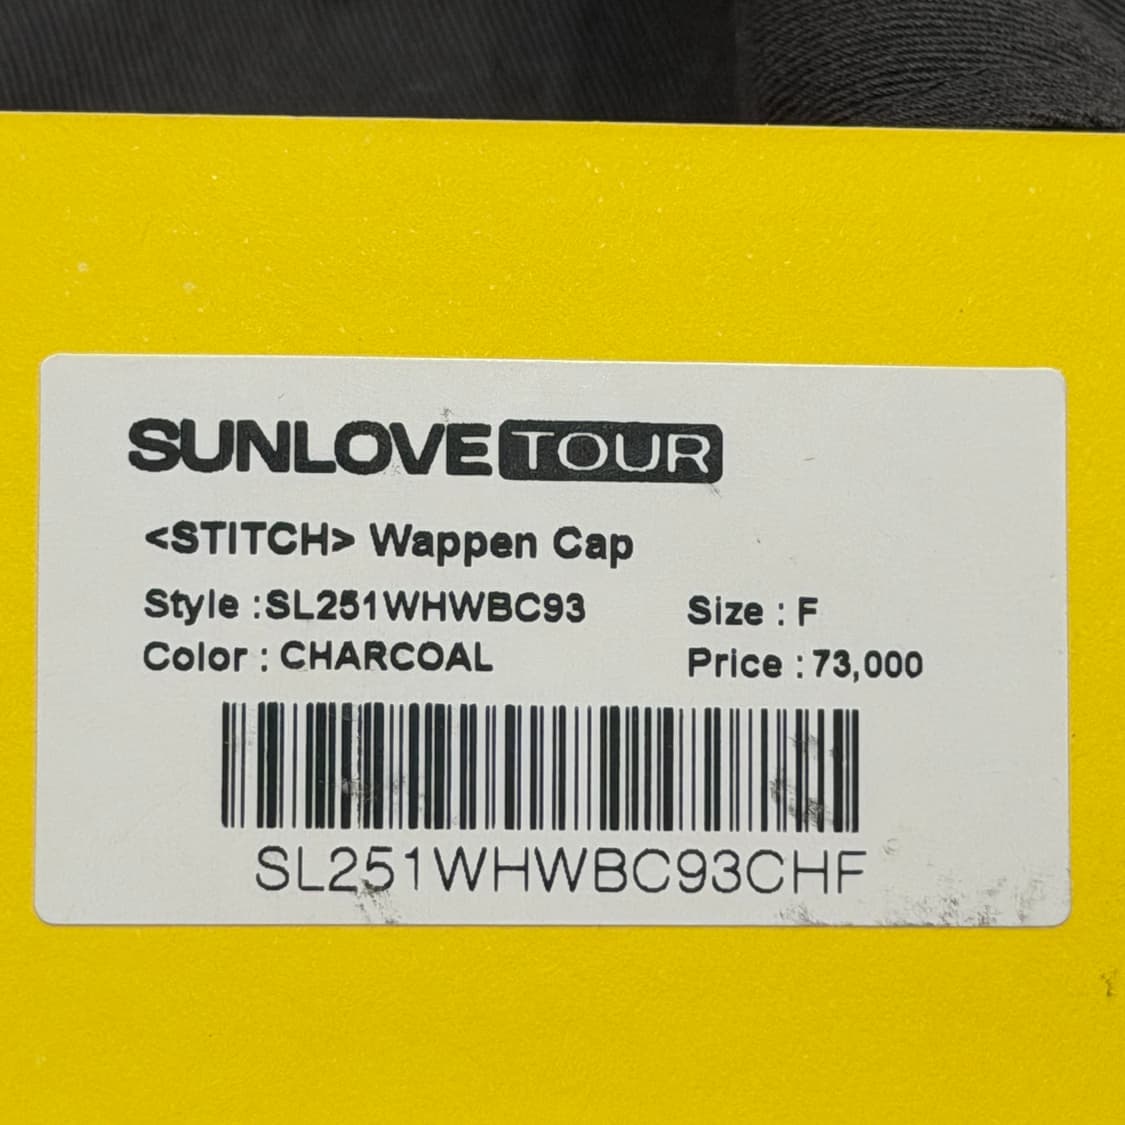 SUNLOVE TOUR
<STITCH> Wappen Cap
Style :SL251WHWBC93 Size : F
Color : CHARCOAL Price : 73,000
SL251WHWBC93CHF